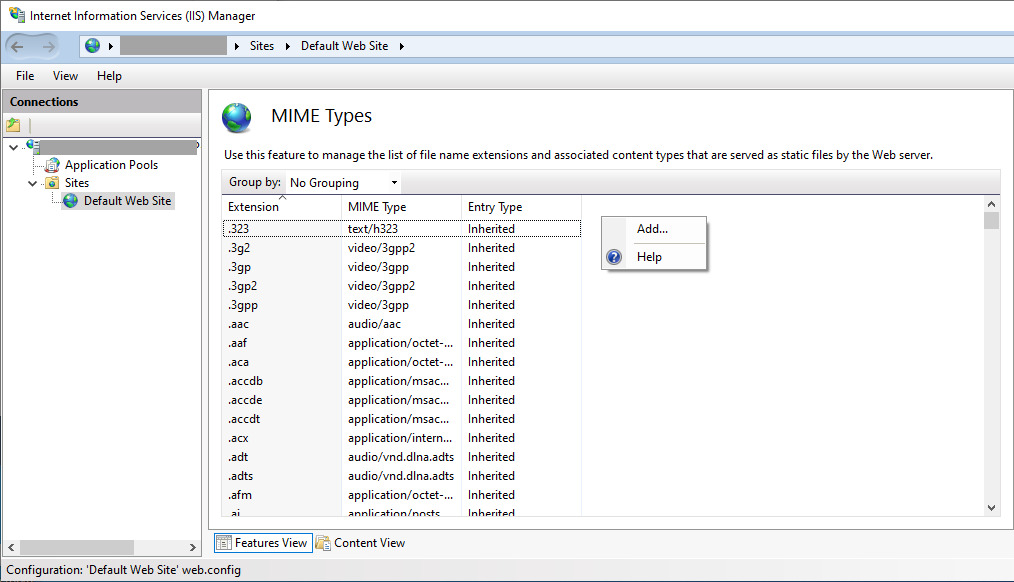 Internet Information Services (IIS) Manager
Sites Default Web Site
File View Help
Connections
Application Pools
Sites
Default Web Site
MIME Types
Use this feature to manage the list of file name extensions and associated content types that are served as static files by the Web server.
Group by: No Grouping
Extension MIME Type Entry Type
.323 text/h323 Inherited
.3g2 video/3gpp2 Inherited
.3gp video/3gpp Inherited
.3gp2 video/3gpp2 Inherited
.3gpp video/3gpp Inherited
.aac audio/aac Inherited
.aaf application/octet-... Inherited
.aca application/octet-... Inherited
.accdb application/msac... Inherited
.accde application/msac... Inherited
.accdt application/msac... Inherited
.acx application/intern... Inherited
.adt audio/vnd.dlna.adts Inherited
.adts audio/vnd.dlna.adts Inherited
.afm application/octet-... Inherited
.ai application/posts... Inherited
Add...
? Help
Features View Content View
Configuration: 'Default Web Site' web.config